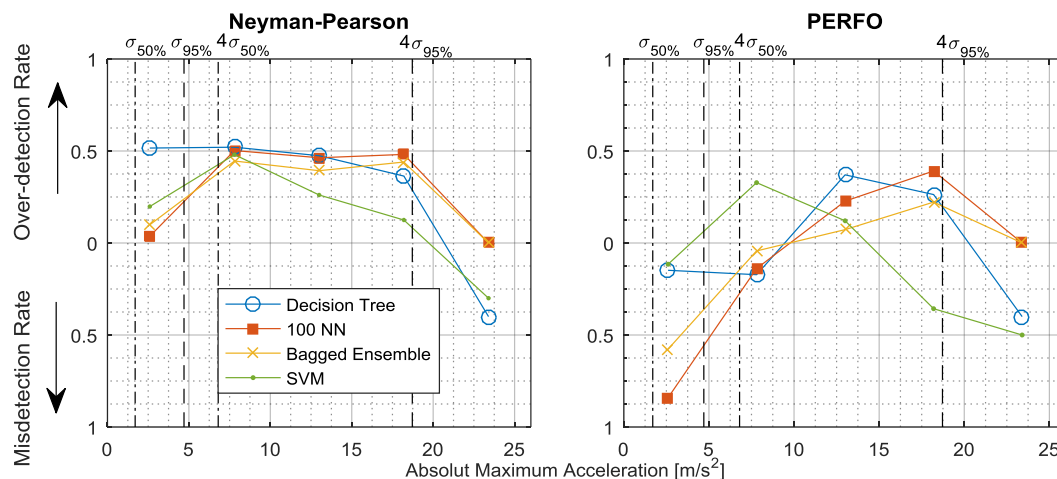 Neyman-Pearson
PERFO
σ50% σ95% 4σ50% 4σ95%
σ50% σ95% 4σ50% 4σ95%
Over-detection Rate
Misdetection Rate
1
0.5
0
0.5
1
0 5 10 15 20 25
Decision Tree
100 NN
Bagged Ensemble
SVM
1
0.5
0
0.5
1
0 5 10 15 20 25
Absolut Maximum Acceleration [m/s2]